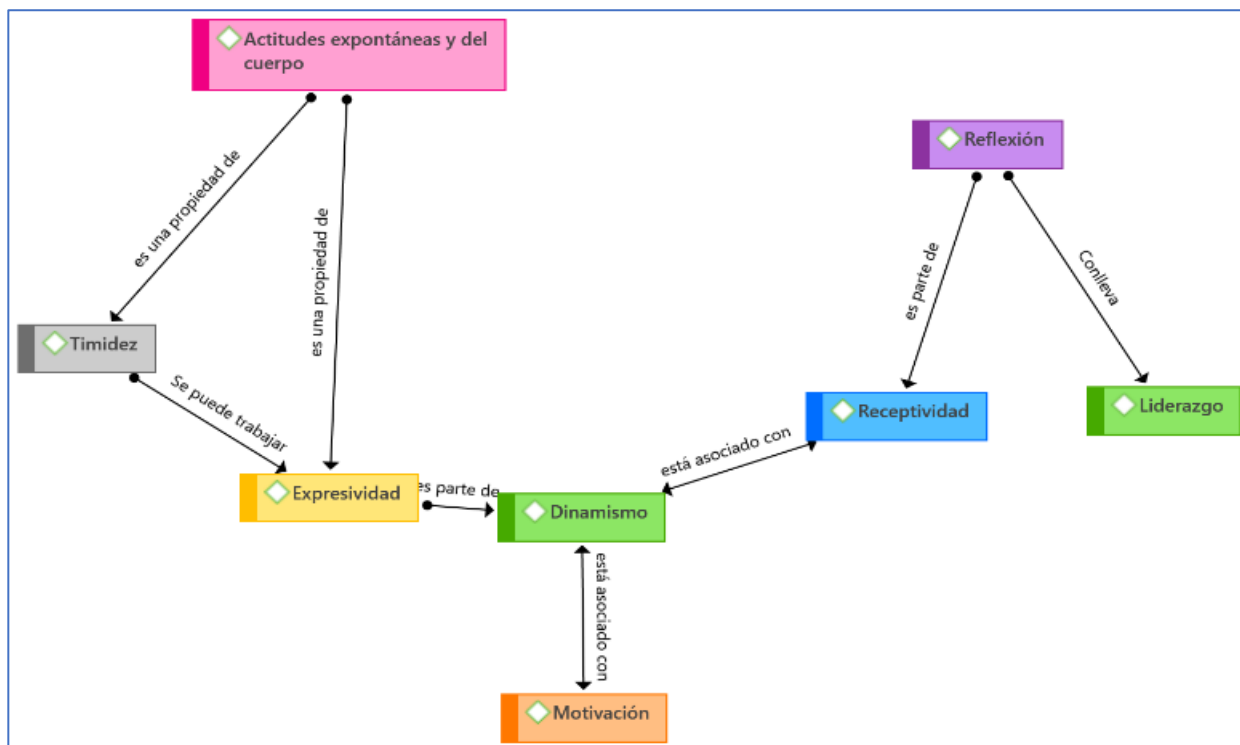 Actitudes expontáneas y del
cuerpo
Reflexión
es una propiedad de
es una propiedad de
es parte de
Conlleva
Timidez
Se puede trabajar
Receptividad
Liderazgo
está asociado con
Expresividad
es parte de
Dinamismo
está asociado con
Motivación